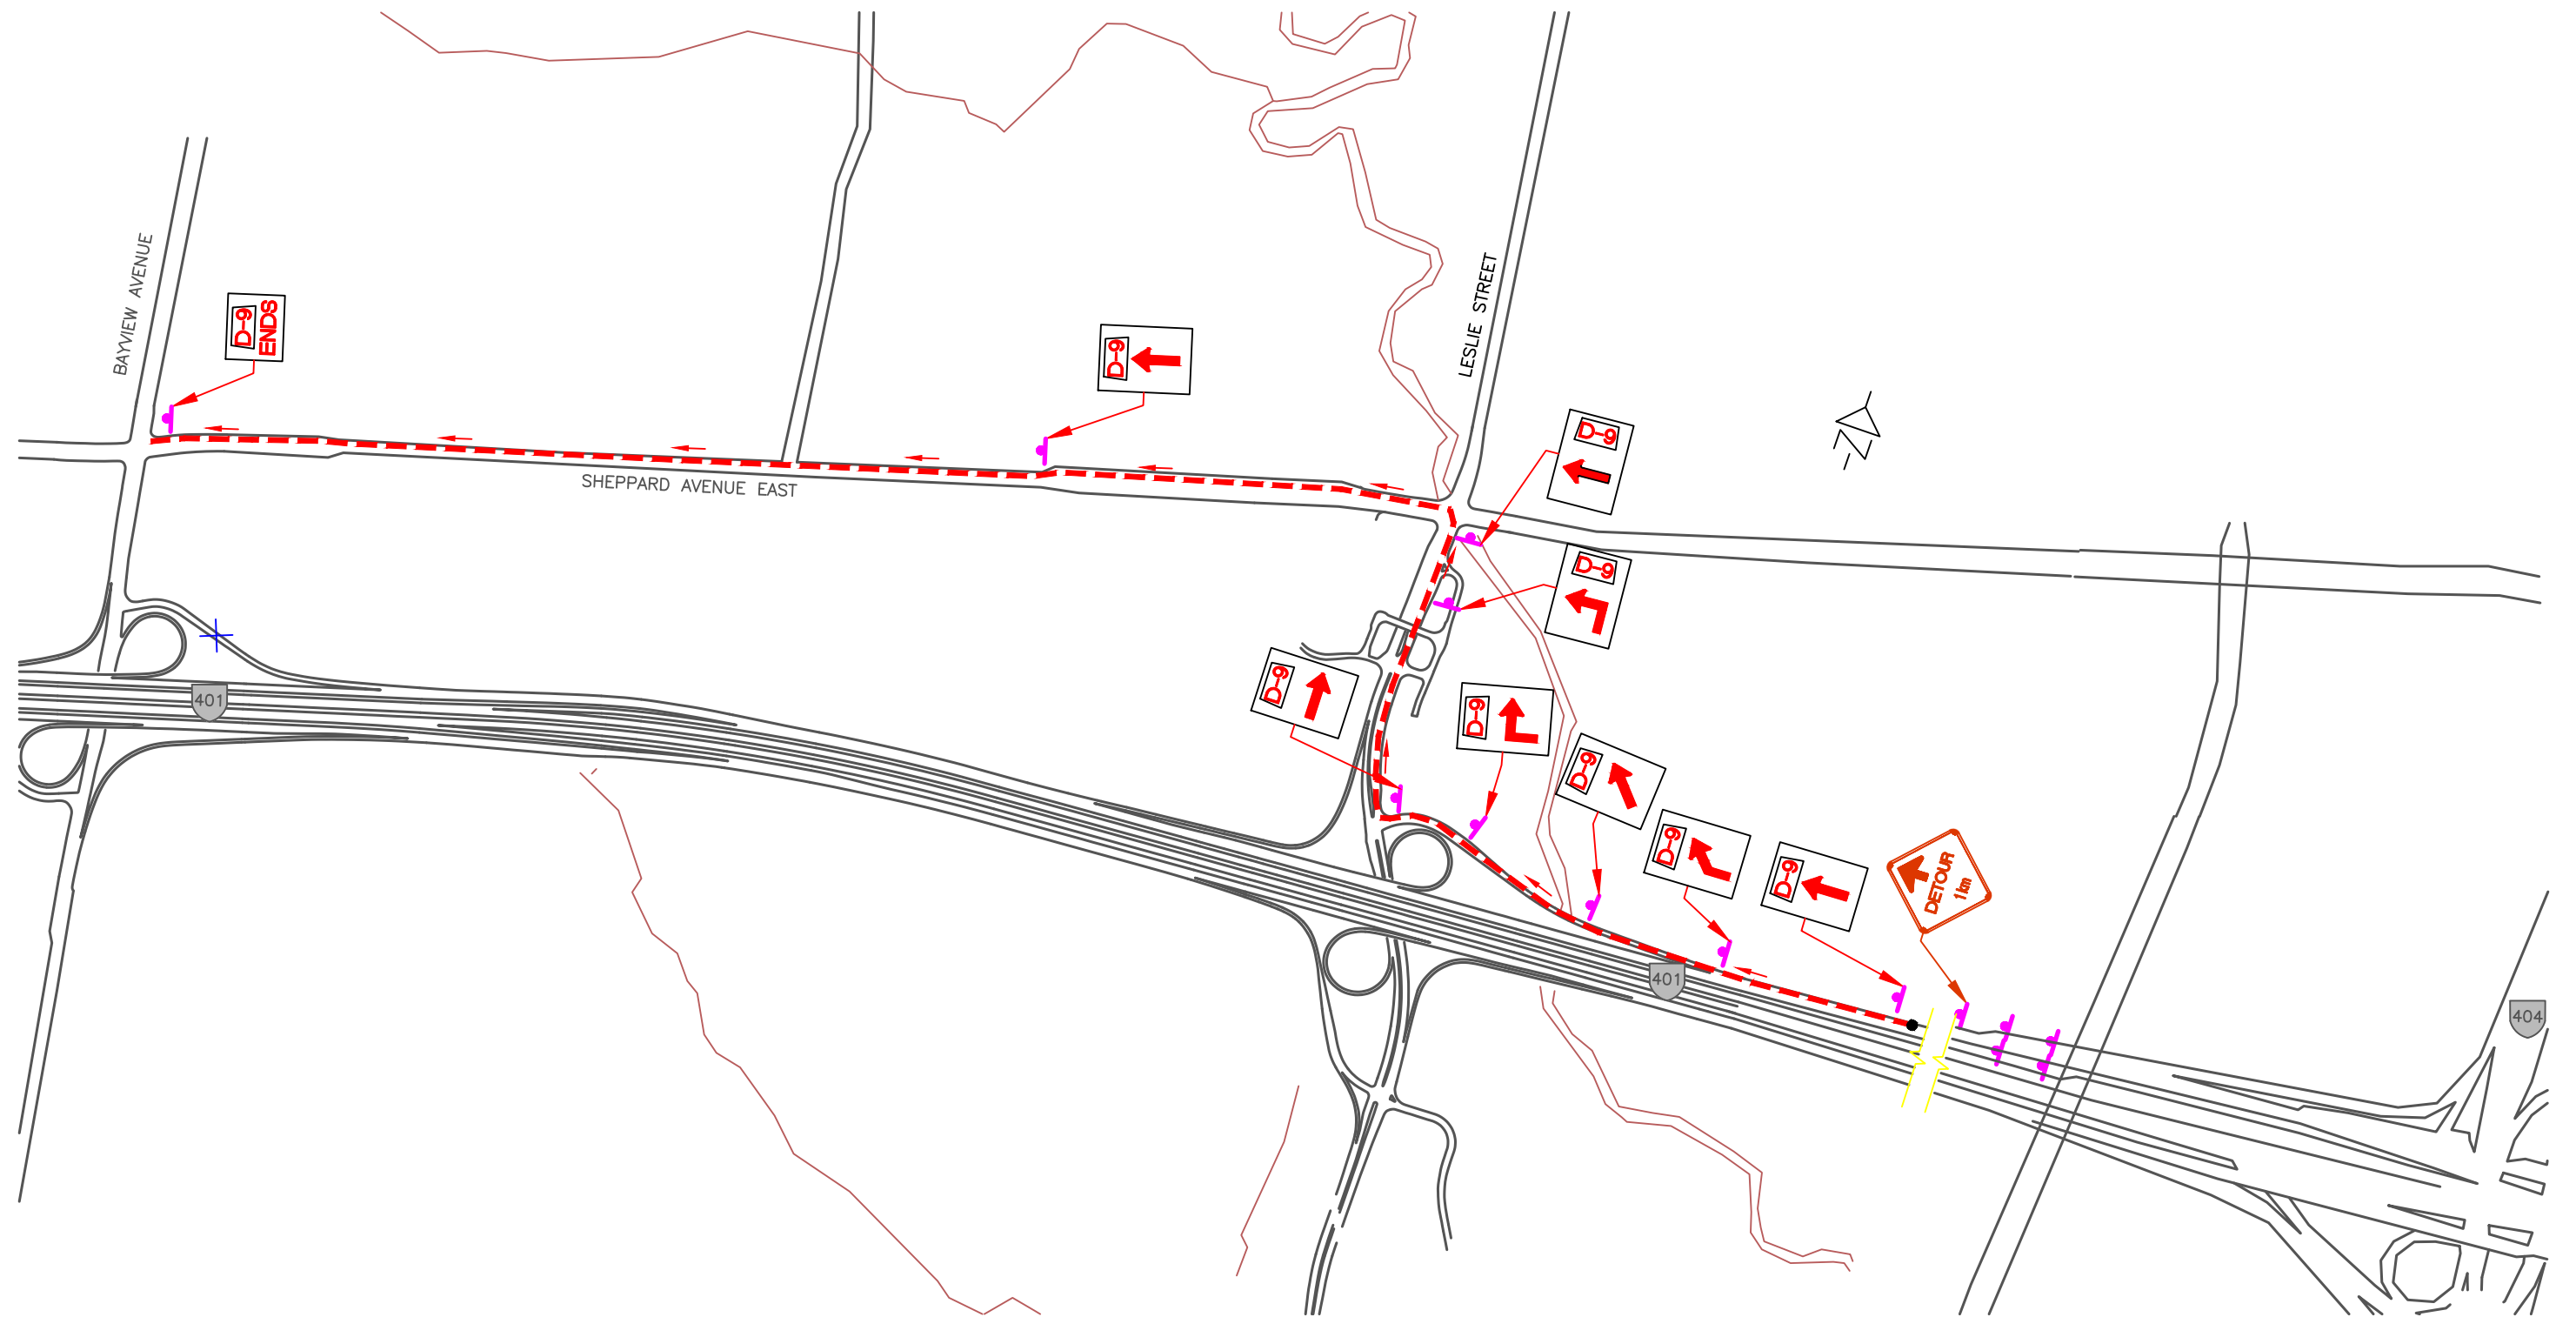 BAYVIEW AVENUE
D-9
ENDS
D-9
LESLIE STREET
SHEPPARD AVENUE EAST
D-9
N
D-9
D-9
D-9
D-9
D-9
D-9
DETOUR
1km
401
401
404